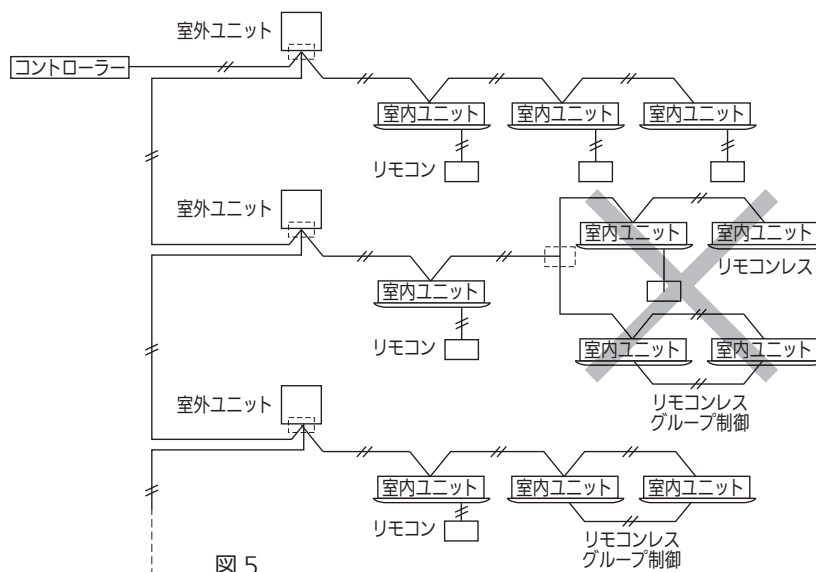 室外ユニット
コントローラー
室内ユニット 室内ユニット 室内ユニット
リモコン
室外ユニット
室内ユニット 室内ユニット
リモコンレス
室内ユニット
リモコン
室内ユニット 室内ユニット
リモコンレス
グループ制御
室外ユニット
室内ユニット 室内ユニット 室内ユニット
リモコン
リモコンレス
グループ制御
図 5